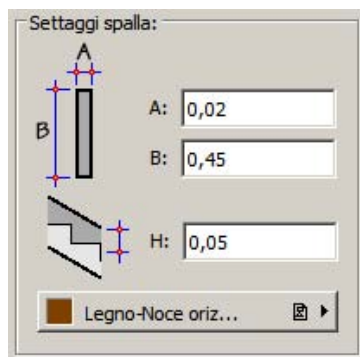 Settaggi spalla:
A
B
A: 0,02
B: 0,45
H: 0,05
Legno-Noce oriz...